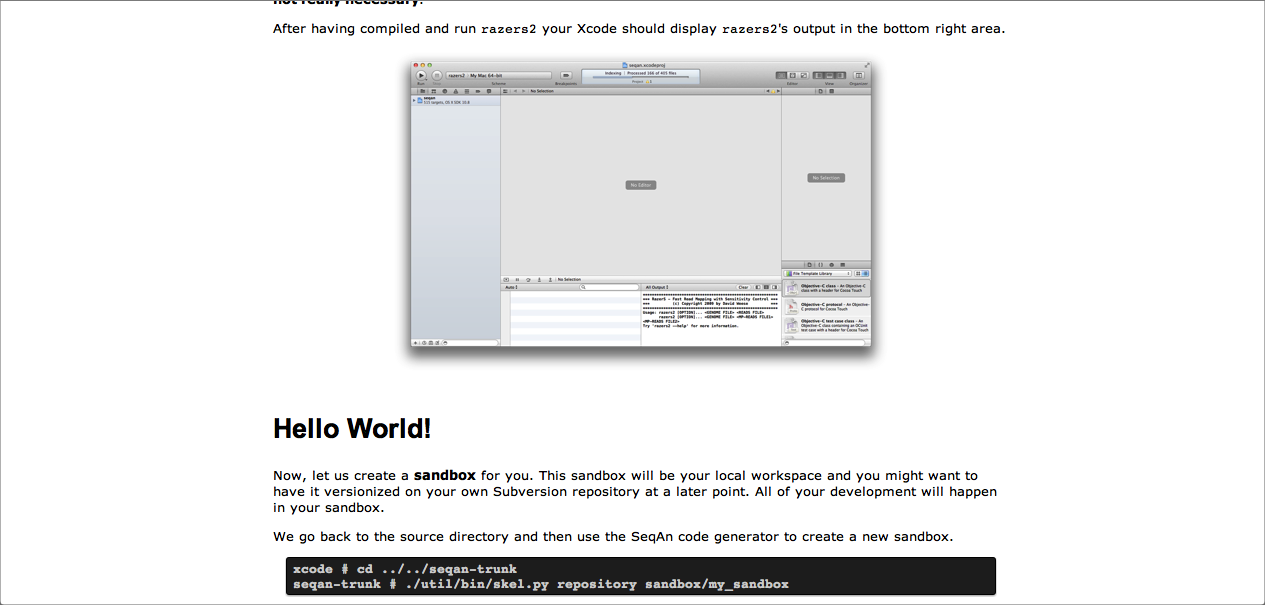 not really necessary.
After having compiled and run razers2 your Xcode should display razers2's output in the bottom right area.
seqan.xcodeproj
razers2 My Mac 64-bit
Indexing | Processed 166 of 405 files
Project
Run Stop Scheme Breakpoints Editor View Organizer
No Selection
seqan
513 targets, OS X SDK 10.8
No Editor
No Selection
No Selection
File Template Library
Auto
All Output
Clear
Objective-C class - An Objective-C
class with a header for Cocoa Touch
Objective-C protocol - An Objective-
C protocol for Cocoa Touch
Objective-C test case class - An
Objective-C class containing an OCUnit
test case with a header for Cocoa Touch
*** RazerS - Fast Read Mapping with Sensitivity Control ***
*** (c) Copyright 2009 by David Weese ***
Usage: razers2 [OPTION]... <GENOME FILE> <READS FILE>
razers2 [OPTION]... <GENOME FILE> <MP-READS FILE1>
<MP-READS FILE2>
Try 'razers2 --help' for more information.
Hello World!
Now, let us create a sandbox for you. This sandbox will be your local workspace and you might want to
have it versionized on your own Subversion repository at a later point. All of your development will happen
in your sandbox.
We go back to the source directory and then use the SeqAn code generator to create a new sandbox.
xcode # cd ../../seqan-trunk
seqan-trunk # ./util/bin/skel.py repository sandbox/my_sandbox